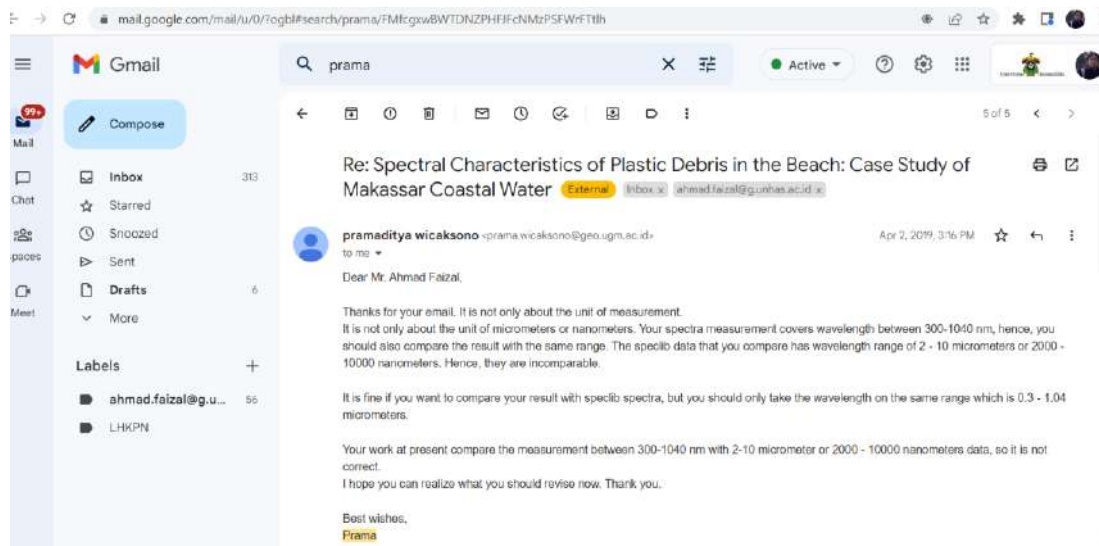 mail.google.com/mail/u/0/?ogbl#search/prama/
Gmail
prama
Active
99+
Mail
Compose
5 of 5
Chat
Inbox 313
Starred
Snoozed
paces
Sent
Meet
Drafts 6
More
Labels
ahmad.faizal@g.u... 56
LHKPN
Re: Spectral Characteristics of Plastic Debris in the Beach: Case Study of
Makassar Coastal Water External Inbox x ahmad.faizal@g.unhas.ac.id x
pramaditya wicaksono <prama.wicaksono@geo.ugm.ac.id> Apr 2, 2019, 3:16 PM
to me
Dear Mr. Ahmad Faizal,
Thanks for your email. It is not only about the unit of measurement.
It is not only about the unit of micrometers or nanometers. Your spectra measurement covers wavelength between 300-1040 nm, hence, you
should also compare the result with the same range. The speclib data that you compare has wavelength range of 2 - 10 micrometers or 2000 -
10000 nanometers. Hence, they are incomparable.
It is fine if you want to compare your result with speclib spectra, but you should only take the wavelength on the same range which is 0.3 - 1.04
micrometers.
Your work at present compare the measurement between 300-1040 nm with 2-10 micrometer or 2000 - 10000 nanometers data, so it is not
correct.
I hope you can realize what you should revise now. Thank you.
Best wishes,
Prama